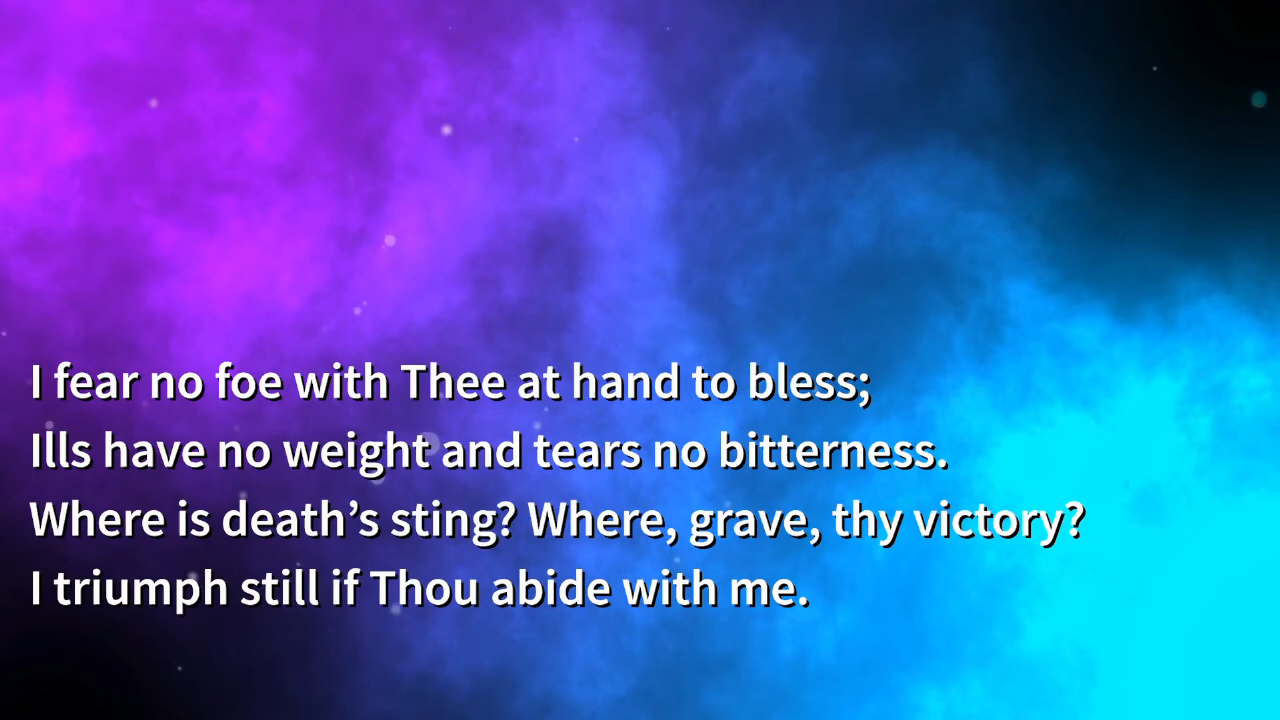 I fear no foe with Thee at hand to bless;
Ills have no weight and tears no bitterness.
Where is death’s sting? Where, grave, thy victory?
I triumph still if Thou abide with me.